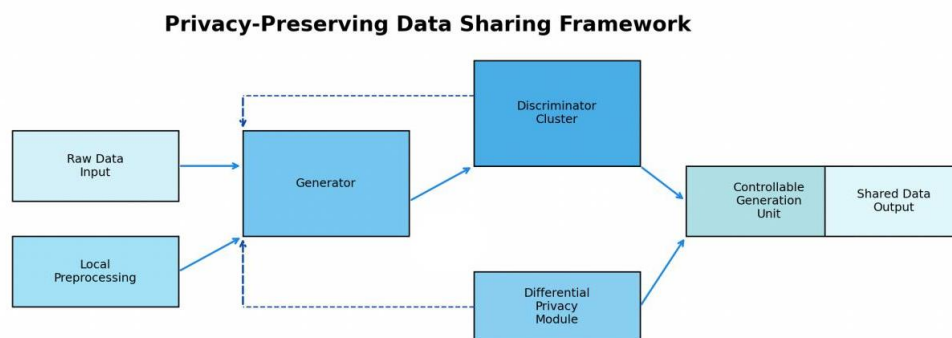 Privacy-Preserving Data Sharing Framework
Discriminator
Cluster
Raw Data
Input
Generator
Controllable
Generation
Unit
Shared Data
Output
Local
Preprocessing
Differential
Privacy
Module